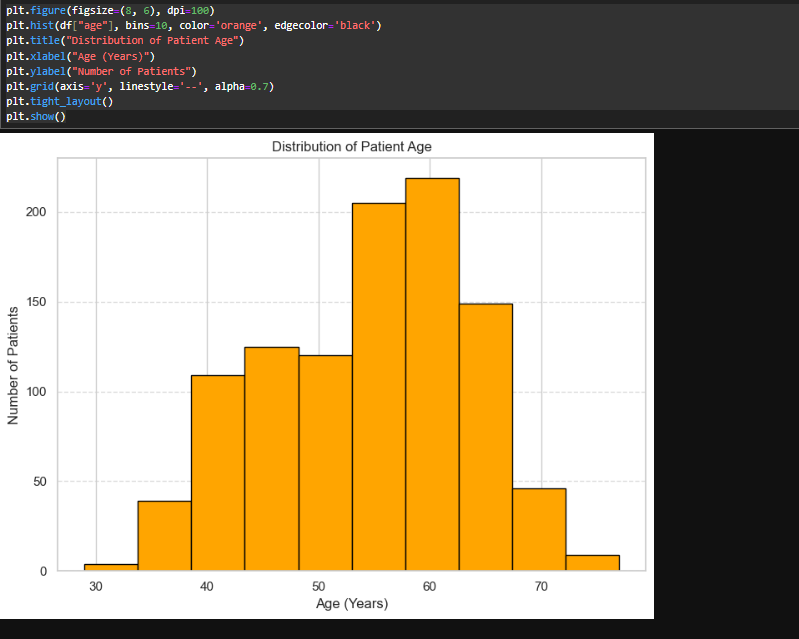 plt.figure(figsize=(8, 6), dpi=100)
plt.hist(df["age"], bins=10, color='orange', edgecolor='black')
plt.title("Distribution of Patient Age")
plt.xlabel("Age (Years)")
plt.ylabel("Number of Patients")
plt.grid(axis='y', linestyle='--', alpha=0.7)
plt.tight_layout()
plt.show()
Distribution of Patient Age
Number of Patients
200
150
100
50
0
30 40 50 60 70
Age (Years)